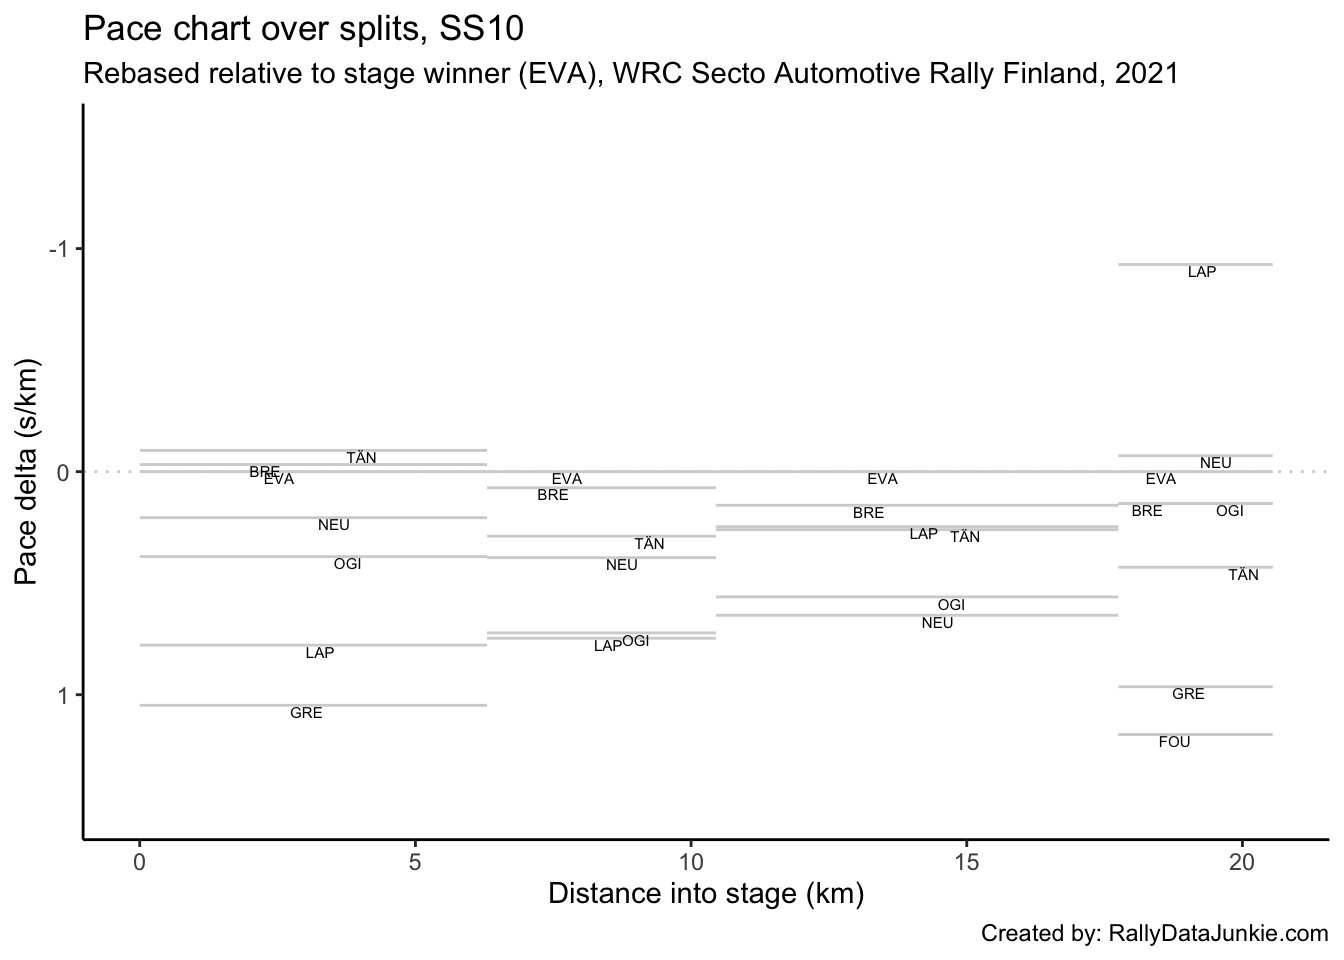 Pace chart over splits, SS10
Rebased relative to stage winner (EVA), WRC Secto Automotive Rally Finland, 2021
Pace delta (s/km)
-1
0
1
LAP
TÄN
BRE
EVA
NEU
OGI
LAP
GRE
EVA
BRE
TÄN
NEU
OGI
LAP
EVA
BRE
LAP
TÄN
OGI
NEU
NEU
EVA
BRE
OGI
TÄN
GRE
FOU
0 5 10 15 20
Distance into stage (km)
Created by: RallyDataJunkie.com